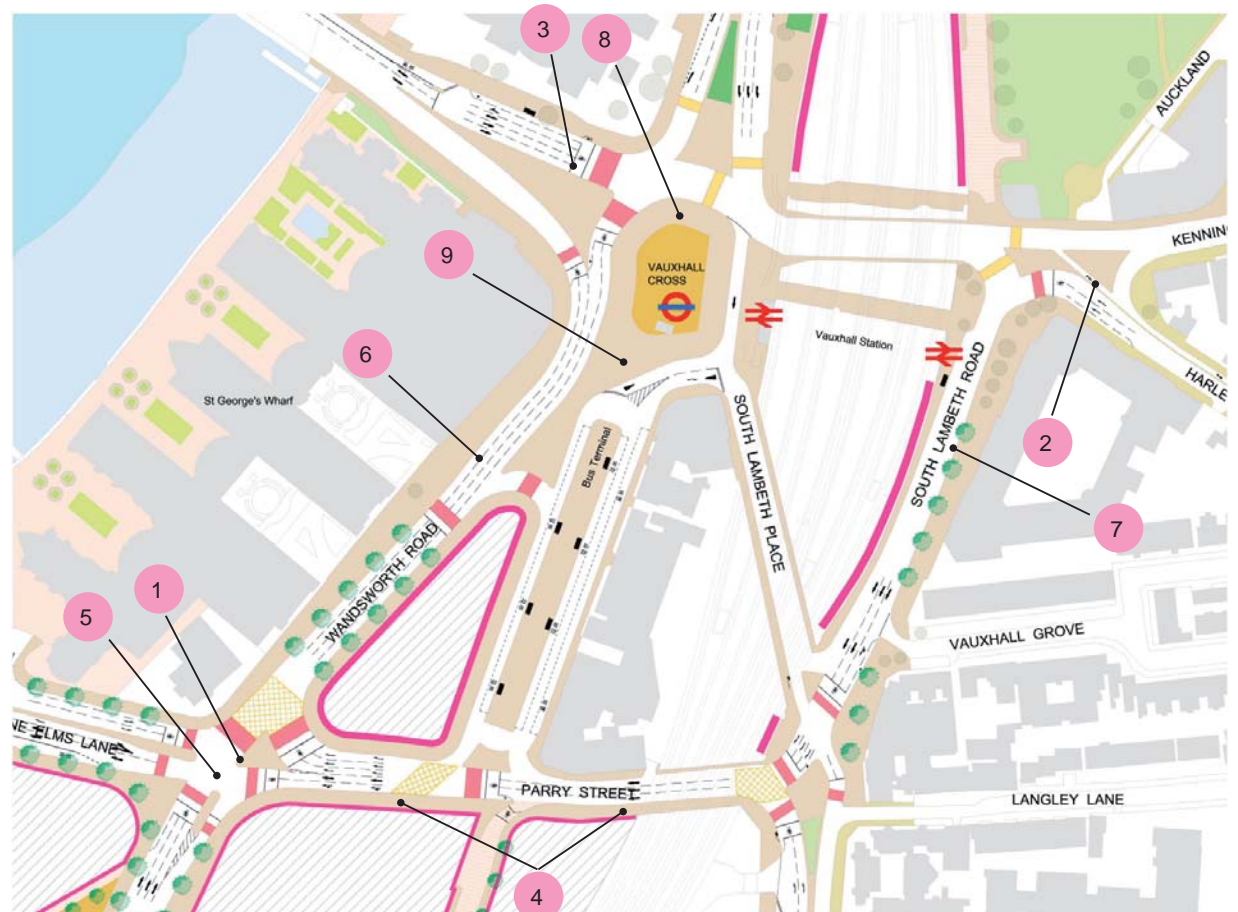 3
8
AUCKLAND
KENNIN
9
VAUXHALL
CROSS
Vauxhall Station
HARLE
6
St George's Wharf
SOUTH LAMBETH ROAD
2
SOUTH LAMBETH PLACE
Bus Terminal
7
WANDSWORTH ROAD
1
5
VAUXHALL GROVE
NE ELMS LANE
PARRY STREET
LANGLEY LANE
4